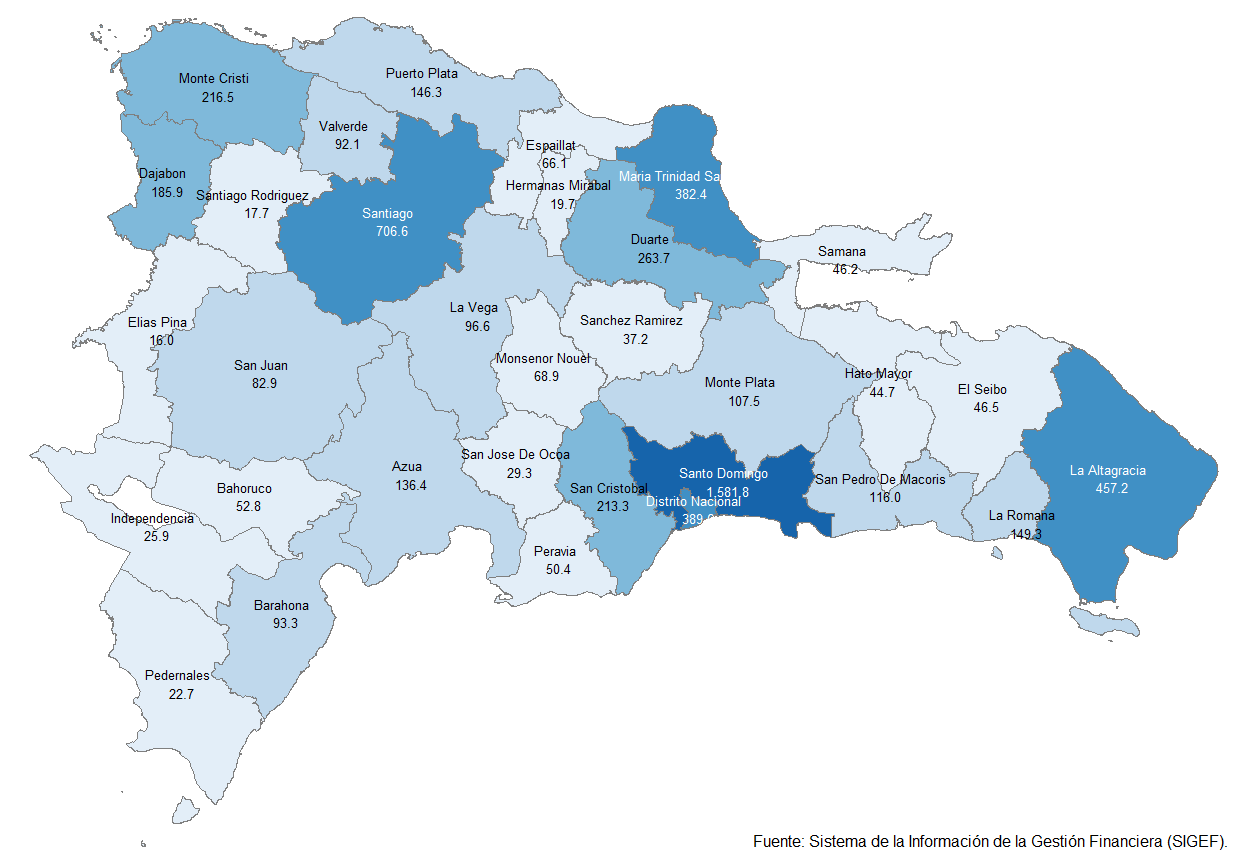 Monte Cristi
216.5
Puerto Plata
146.3
Valverde
92.1
Espaillat
66.1
Dajabon
185.9
Santiago Rodriguez
17.7
Hermanas Mirabal
19.7
Maria Trinidad Sa
382.4
Santiago
706.6
Duarte
263.7
Samana
46.2
Elias Pina
16.0
La Vega
96.6
Sanchez Ramirez
37.2
San Juan
82.9
Monsenor Nouel
68.9
Monte Plata
107.5
Hato Mayor
44.7
El Seibo
46.5
Azua
136.4
San Jose De Ocoa
29.3
Santo Domingo
1,581.8
La Altagracia
457.2
Bahoruco
52.8
San Cristobal
213.3
Distrito Nacional
San Pedro De Macoris
116.0
Independencia
25.9
La Romana
149.3
Peravia
50.4
Barahona
93.3
Pedernales
22.7
Fuente: Sistema de la Información de la Gestión Financiera (SIGEF).